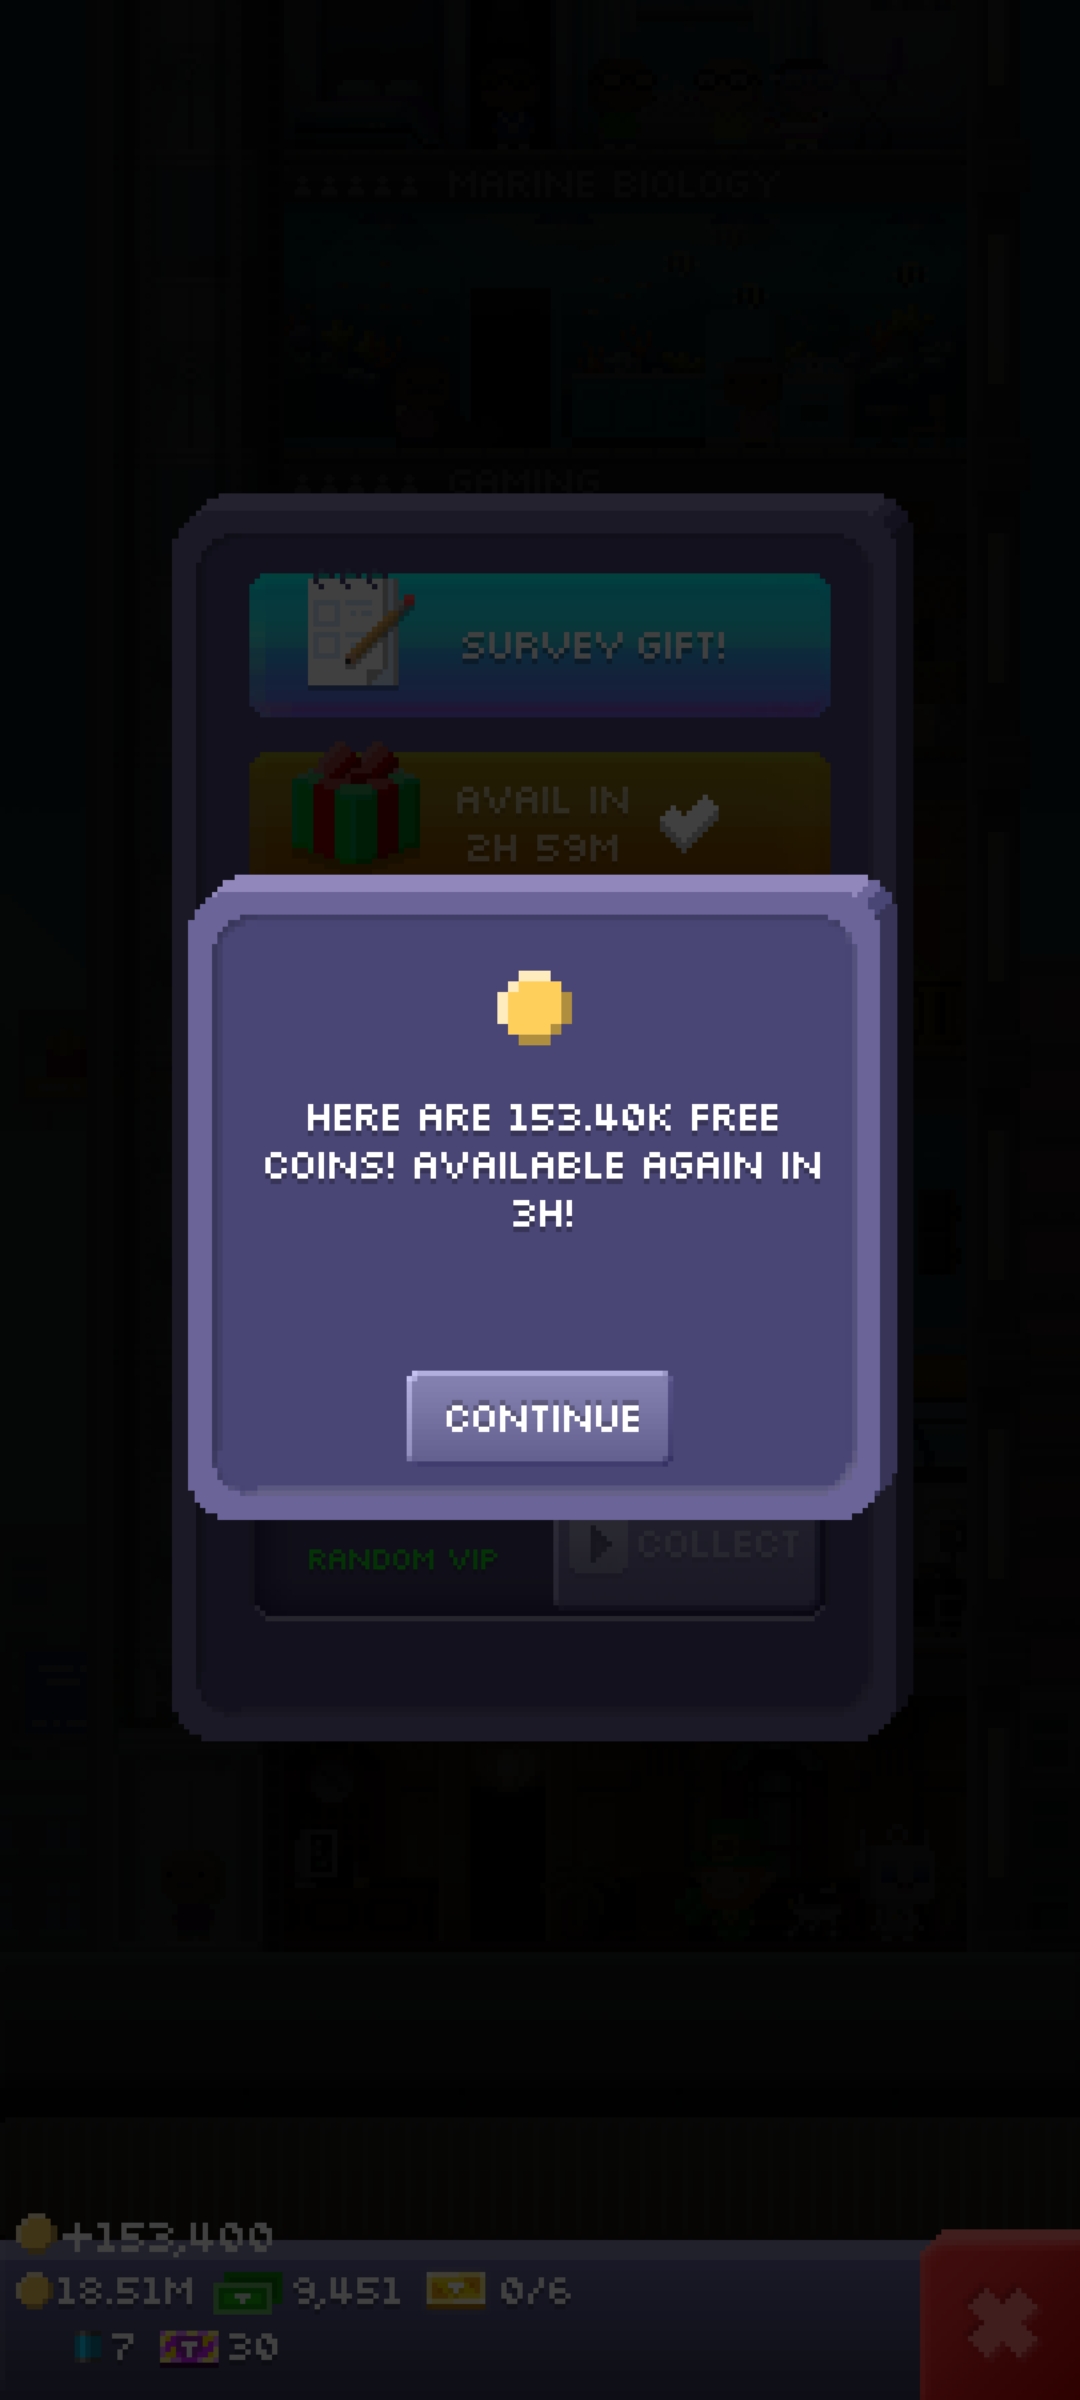 MARINE BIOLOGY
GAMING
SURVEY GIFT!
AVAIL IN
2H 59M
HERE ARE 153.40K FREE
COINS! AVAILABLE AGAIN IN
3H!
CONTINUE
RANDOM VIP
COLLECT
+153,400
18.51M 9,451 0/6
7 30